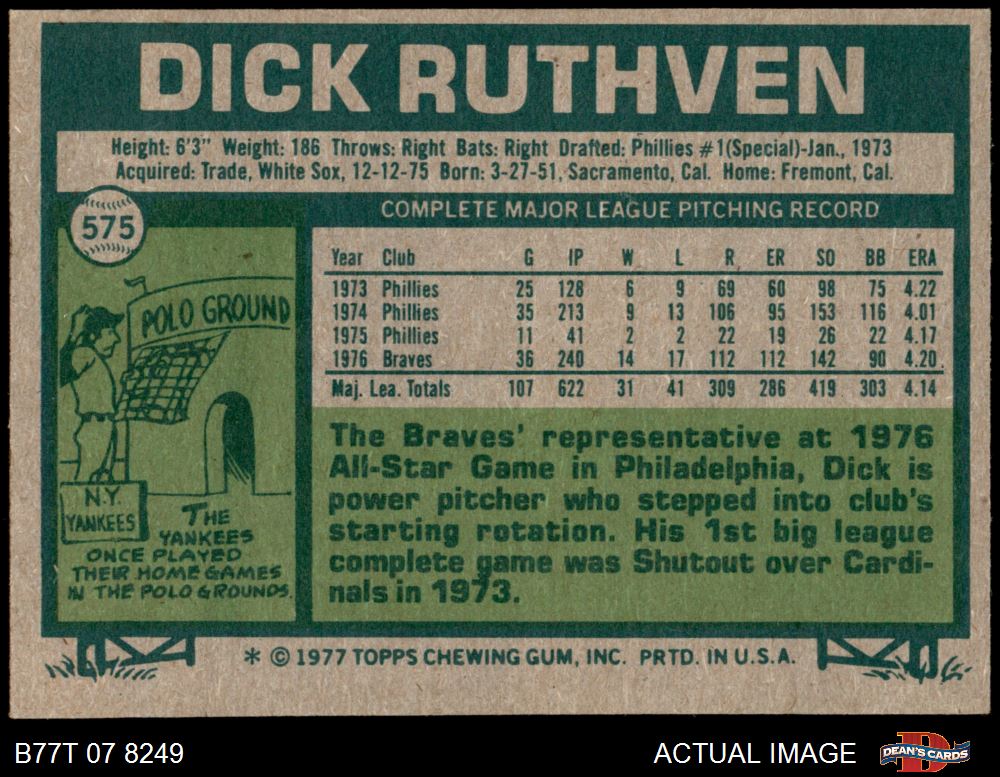 DICK RUTHVEN
Height: 6'3" Weight: 186 Throws: Right Bats: Right Drafted: Phillies #1(Special)-Jan., 1973
Acquired: Trade, White Sox, 12-12-75 Born: 3-27-51, Sacramento, Cal. Home: Fremont, Cal.
575
COMPLETE MAJOR LEAGUE PITCHING RECORD
Year Club G IP W L R ER SO BB ERA
1973 Phillies 25 128 6 9 69 60 98 75 4.22
1974 Phillies 35 213 9 13 106 95 153 116 4.01
1975 Phillies 11 41 2 2 22 19 26 22 4.17
1976 Braves 36 240 14 17 112 112 142 90 4.20
Maj. Lea. Totals 107 622 31 41 309 286 419 303 4.14
POLO GROUND
N.Y.
YANKEES
THE
YANKEES
ONCE PLAYED
THEIR HOME GAMES
IN THE POLO GROUNDS.
The Braves' representative at 1976
All-Star Game in Philadelphia, Dick is
power pitcher who stepped into club's
starting rotation. His 1st big league
complete game was Shutout over Cardi-
nals in 1973.
* © 1977 TOPPS CHEWING GUM, INC. PRTD. IN U.S.A.
B77T 07 8249
ACTUAL IMAGE
D
DEAN'S CARDS